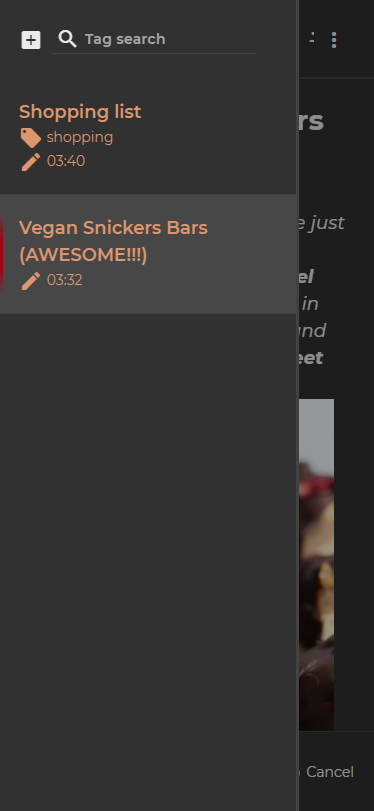 Tag search
Shopping list
shopping
03:40
Vegan Snickers Bars
(AWESOME!!!)
03:32
rs
just
el
in
und
eet
Cancel